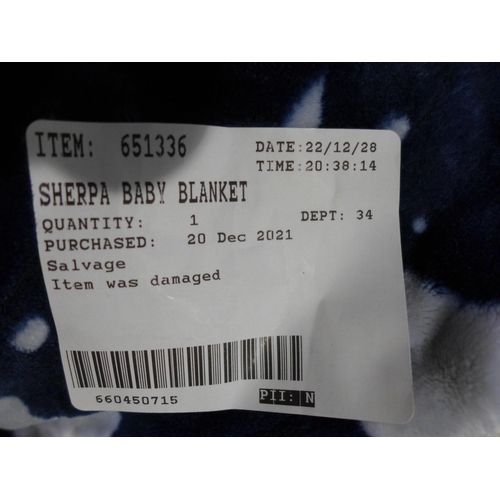 ITEM: 651336 DATE:22/12/28
TIME:20:38:14
SHERPA BABY BLANKET
QUANTITY: 1 DEPT: 34
PURCHASED: 20 Dec 2021
Salvage
Item was damaged
660450715 PII: N